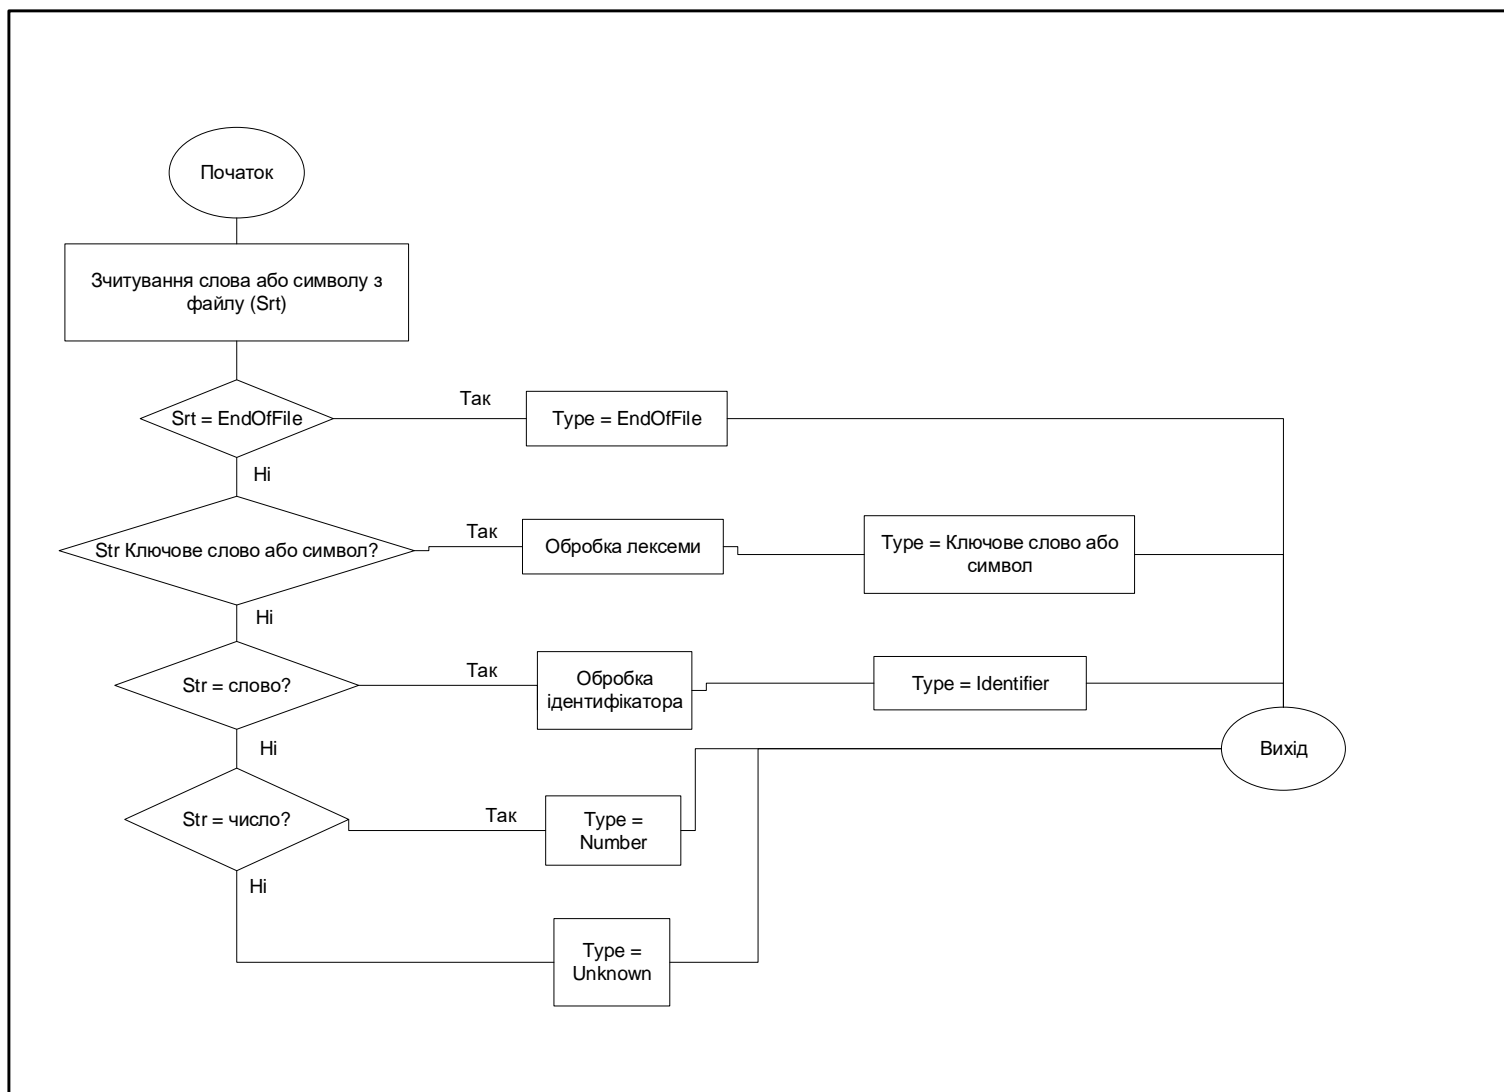 Початок
Зчитування слова або символу з
файлу (Srt)
Srt = EndOfFile
Так
Type = EndOfFile
Ні
Str Ключове слово або символ?
Так
Обробка лексеми
Type = Ключове слово або
символ
Ні
Str = слово?
Так
Обробка
ідентифікатора
Type = Identifier
Ні
Вихід
Str = число?
Так
Type =
Number
Ні
Type =
Unknown